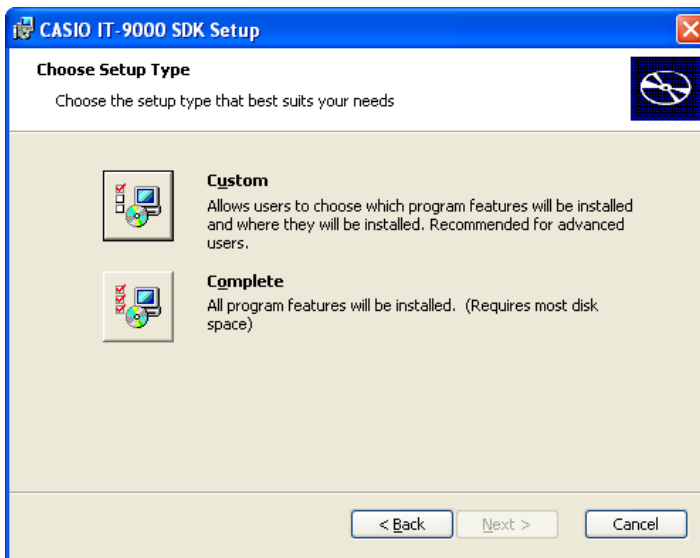 CASIO IT-9000 SDK Setup
Choose Setup Type
Choose the setup type that best suits your needs
Custom
Allows users to choose which program features will be installed
and where they will be installed. Recommended for advanced
users.
Complete
All program features will be installed. (Requires most disk
space)
< Back
Next >
Cancel